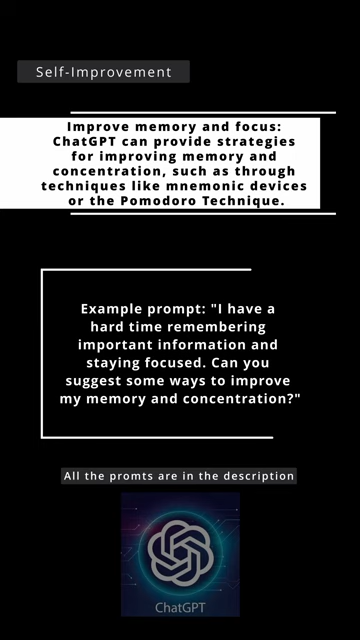 Self-Improvement
Improve memory and focus:
ChatGPT can provide strategies
for improving memory and
concentration, such as through
techniques like mnemonic devices
or the Pomodoro Technique.
Example prompt: "I have a
hard time remembering
important information and
staying focused. Can you
suggest some ways to improve
my memory and concentration?"
All the promts are in the description
ChatGPT